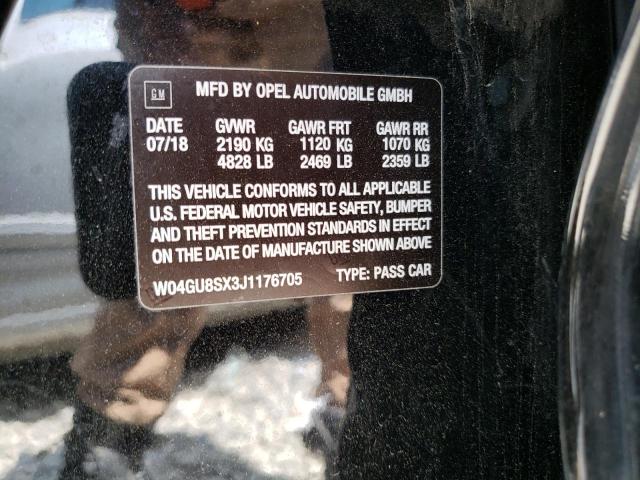 GM MFD BY OPEL AUTOMOBILE GMBH
DATE GVWR GAWR FRT GAWR RR
07/18 2190 KG 1120 KG 1070 KG
4828 LB 2469 LB 2359 LB
THIS VEHICLE CONFORMS TO ALL APPLICABLE
U.S. FEDERAL MOTOR VEHICLE SAFETY, BUMPER
AND THEFT PREVENTION STANDARDS IN EFFECT
ON THE DATE OF MANUFACTURE SHOWN ABOVE
W04GU8SX3J1176705 TYPE: PASS CAR